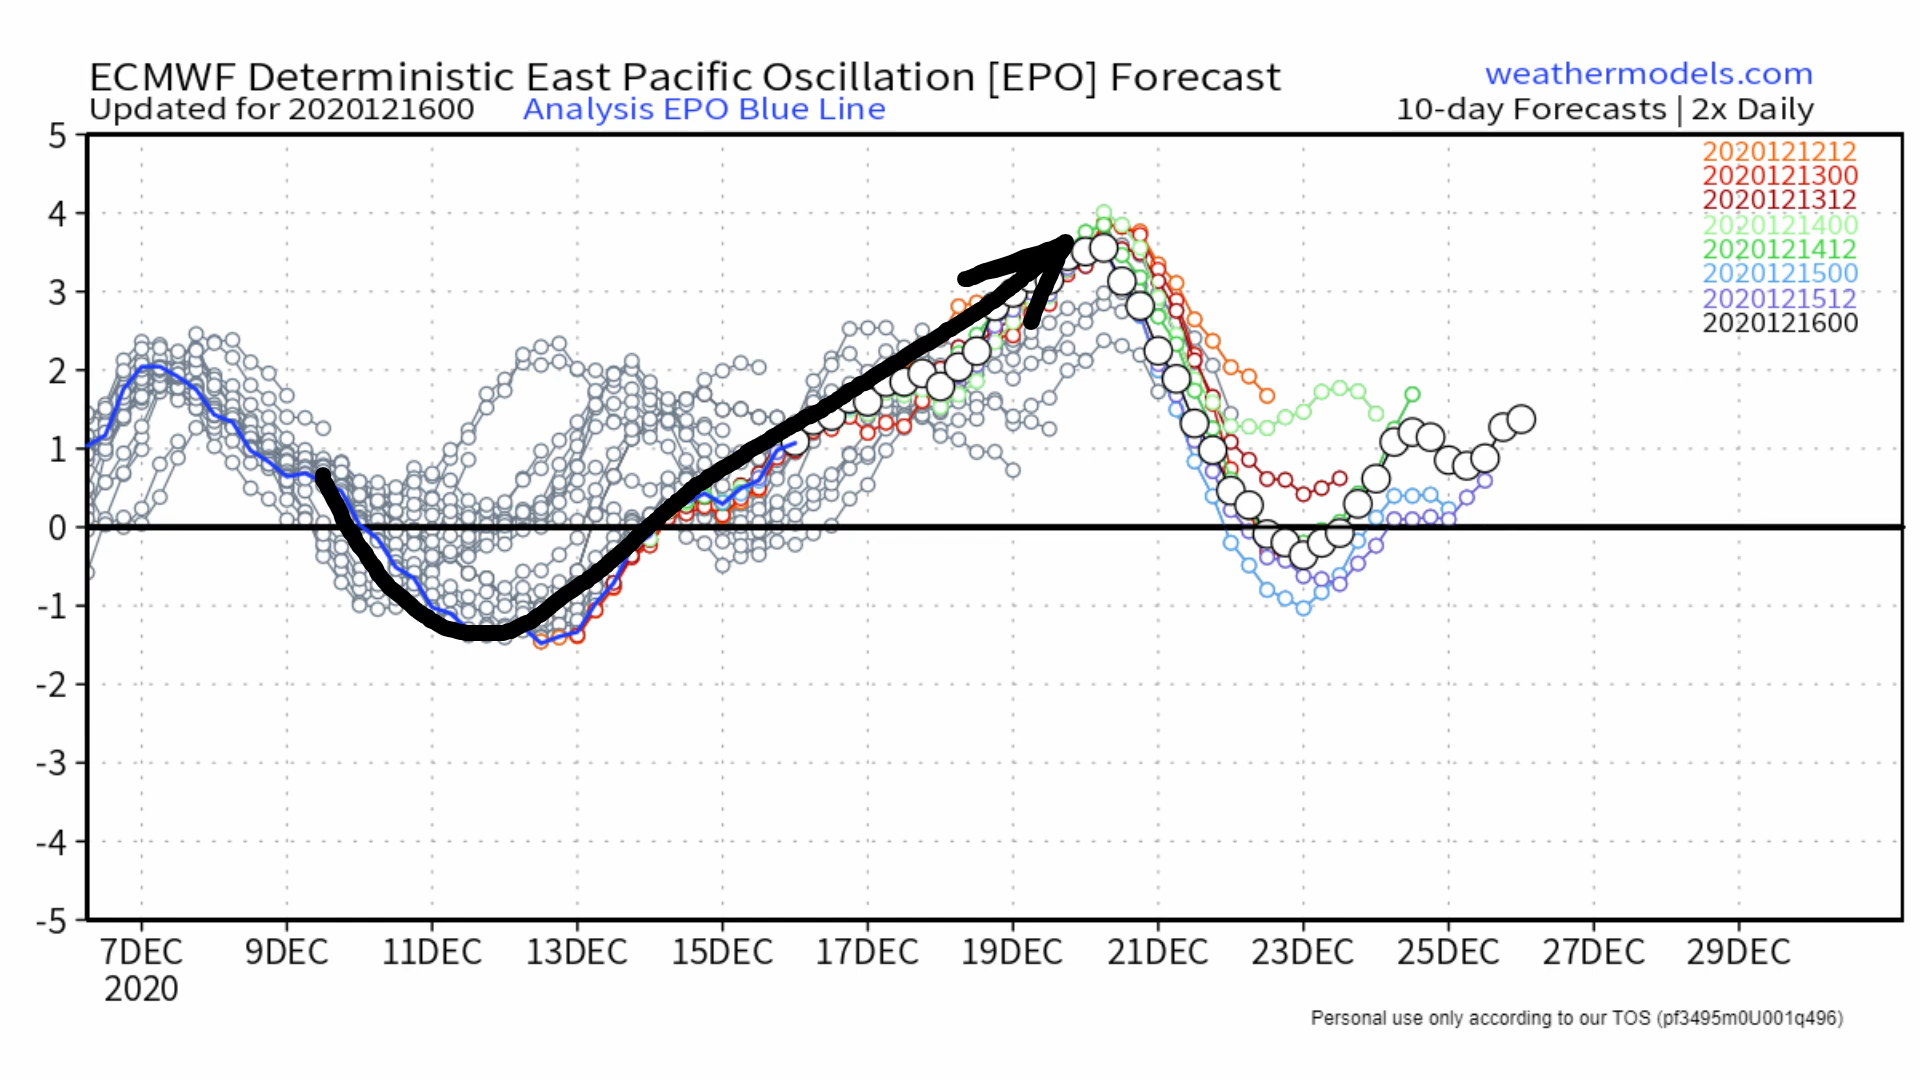 ECMWF Deterministic East Pacific Oscillation [EPO] Forecast
weathermodels.com
Updated for 2020121600
Analysis EPO Blue Line
10-day Forecasts | 2x Daily
5
4
3
2
1
0
-1
-2
-3
-4
-5
2020121212
2020121300
2020121312
2020121400
2020121412
2020121500
2020121512
2020121600
7DEC 9DEC 11DEC 13DEC 15DEC 17DEC 19DEC 21DEC 23DEC 25DEC 27DEC 29DEC
2020
Personal use only according to our TOS (pf3495m0U001q496)